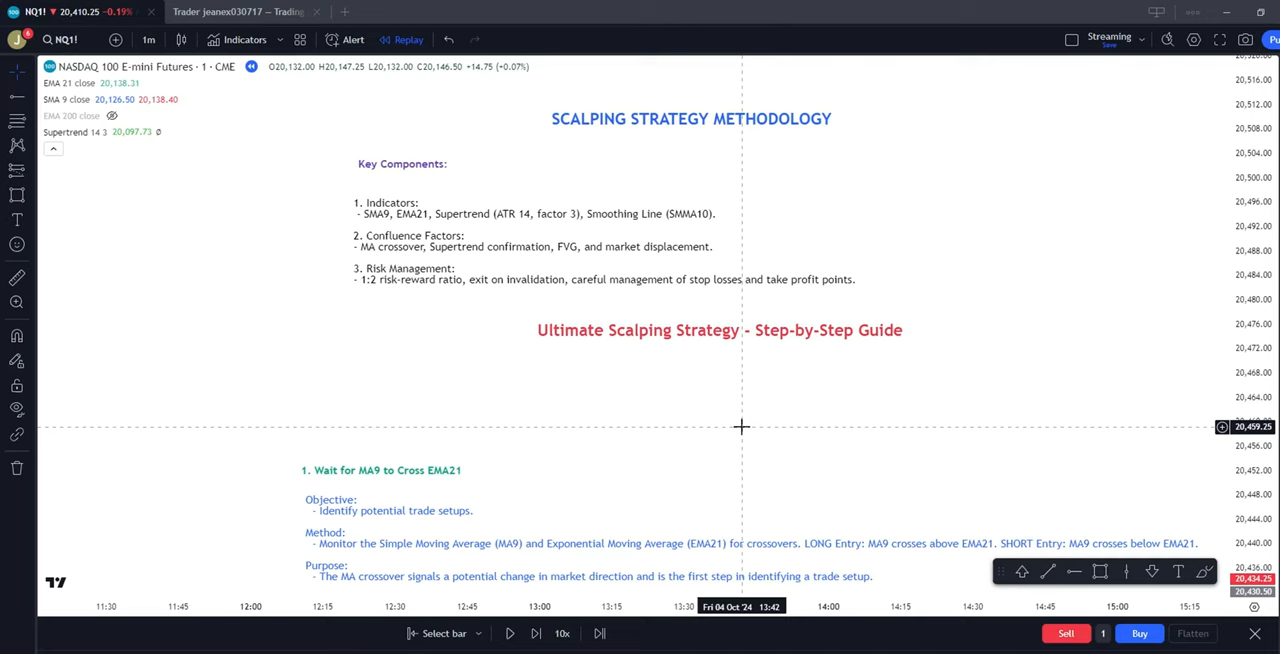 NQ1! ▼ 20,410.25 −0.19%
Trader jeanex030717 — Trading
J 6
NQ1!
1m
Indicators
Alert
Replay
Streaming
Save
Pu
NASDAQ 100 E-mini Futures · 1 · CME
O20,132.00 H20,147.25 L20,132.00 C20,146.50 +14.75 (+0.07%)
EMA 21 close 20,138.31
SMA 9 close 20,126.50 20,138.40
EMA 200 close
Supertrend 14 3 20,097.73 Ø
SCALPING STRATEGY METHODOLOGY
Key Components:
1. Indicators:
- SMA9, EMA21, Supertrend (ATR 14, factor 3), Smoothing Line (SMMA10).
2. Confluence Factors:
- MA crossover, Supertrend confirmation, FVG, and market displacement.
3. Risk Management:
- 1:2 risk-reward ratio, exit on invalidation, careful management of stop losses and take profit points.
Ultimate Scalping Strategy - Step-by-Step Guide
1. Wait for MA9 to Cross EMA21
Objective:
- Identify potential trade setups.
Method:
- Monitor the Simple Moving Average (MA9) and Exponential Moving Average (EMA21) for crossovers. LONG Entry: MA9 crosses above EMA21. SHORT Entry: MA9 crosses below EMA21.
Purpose:
- The MA crossover signals a potential change in market direction and is the first step in identifying a trade setup.
20,516.00
20,512.00
20,508.00
20,504.00
20,500.00
20,496.00
20,492.00
20,488.00
20,484.00
20,480.00
20,476.00
20,472.00
20,468.00
20,464.00
20,459.25
20,456.00
20,452.00
20,448.00
20,444.00
20,440.00
20,436.00
20,434.25
20,430.50
11:30 11:45 12:00 12:15 12:30 12:45 13:00 13:15 13:30 Fri 04 Oct '24 13:42 14:00 14:15 14:30 14:45 15:00 15:15
Select bar
10x
Sell
1
Buy
Flatten